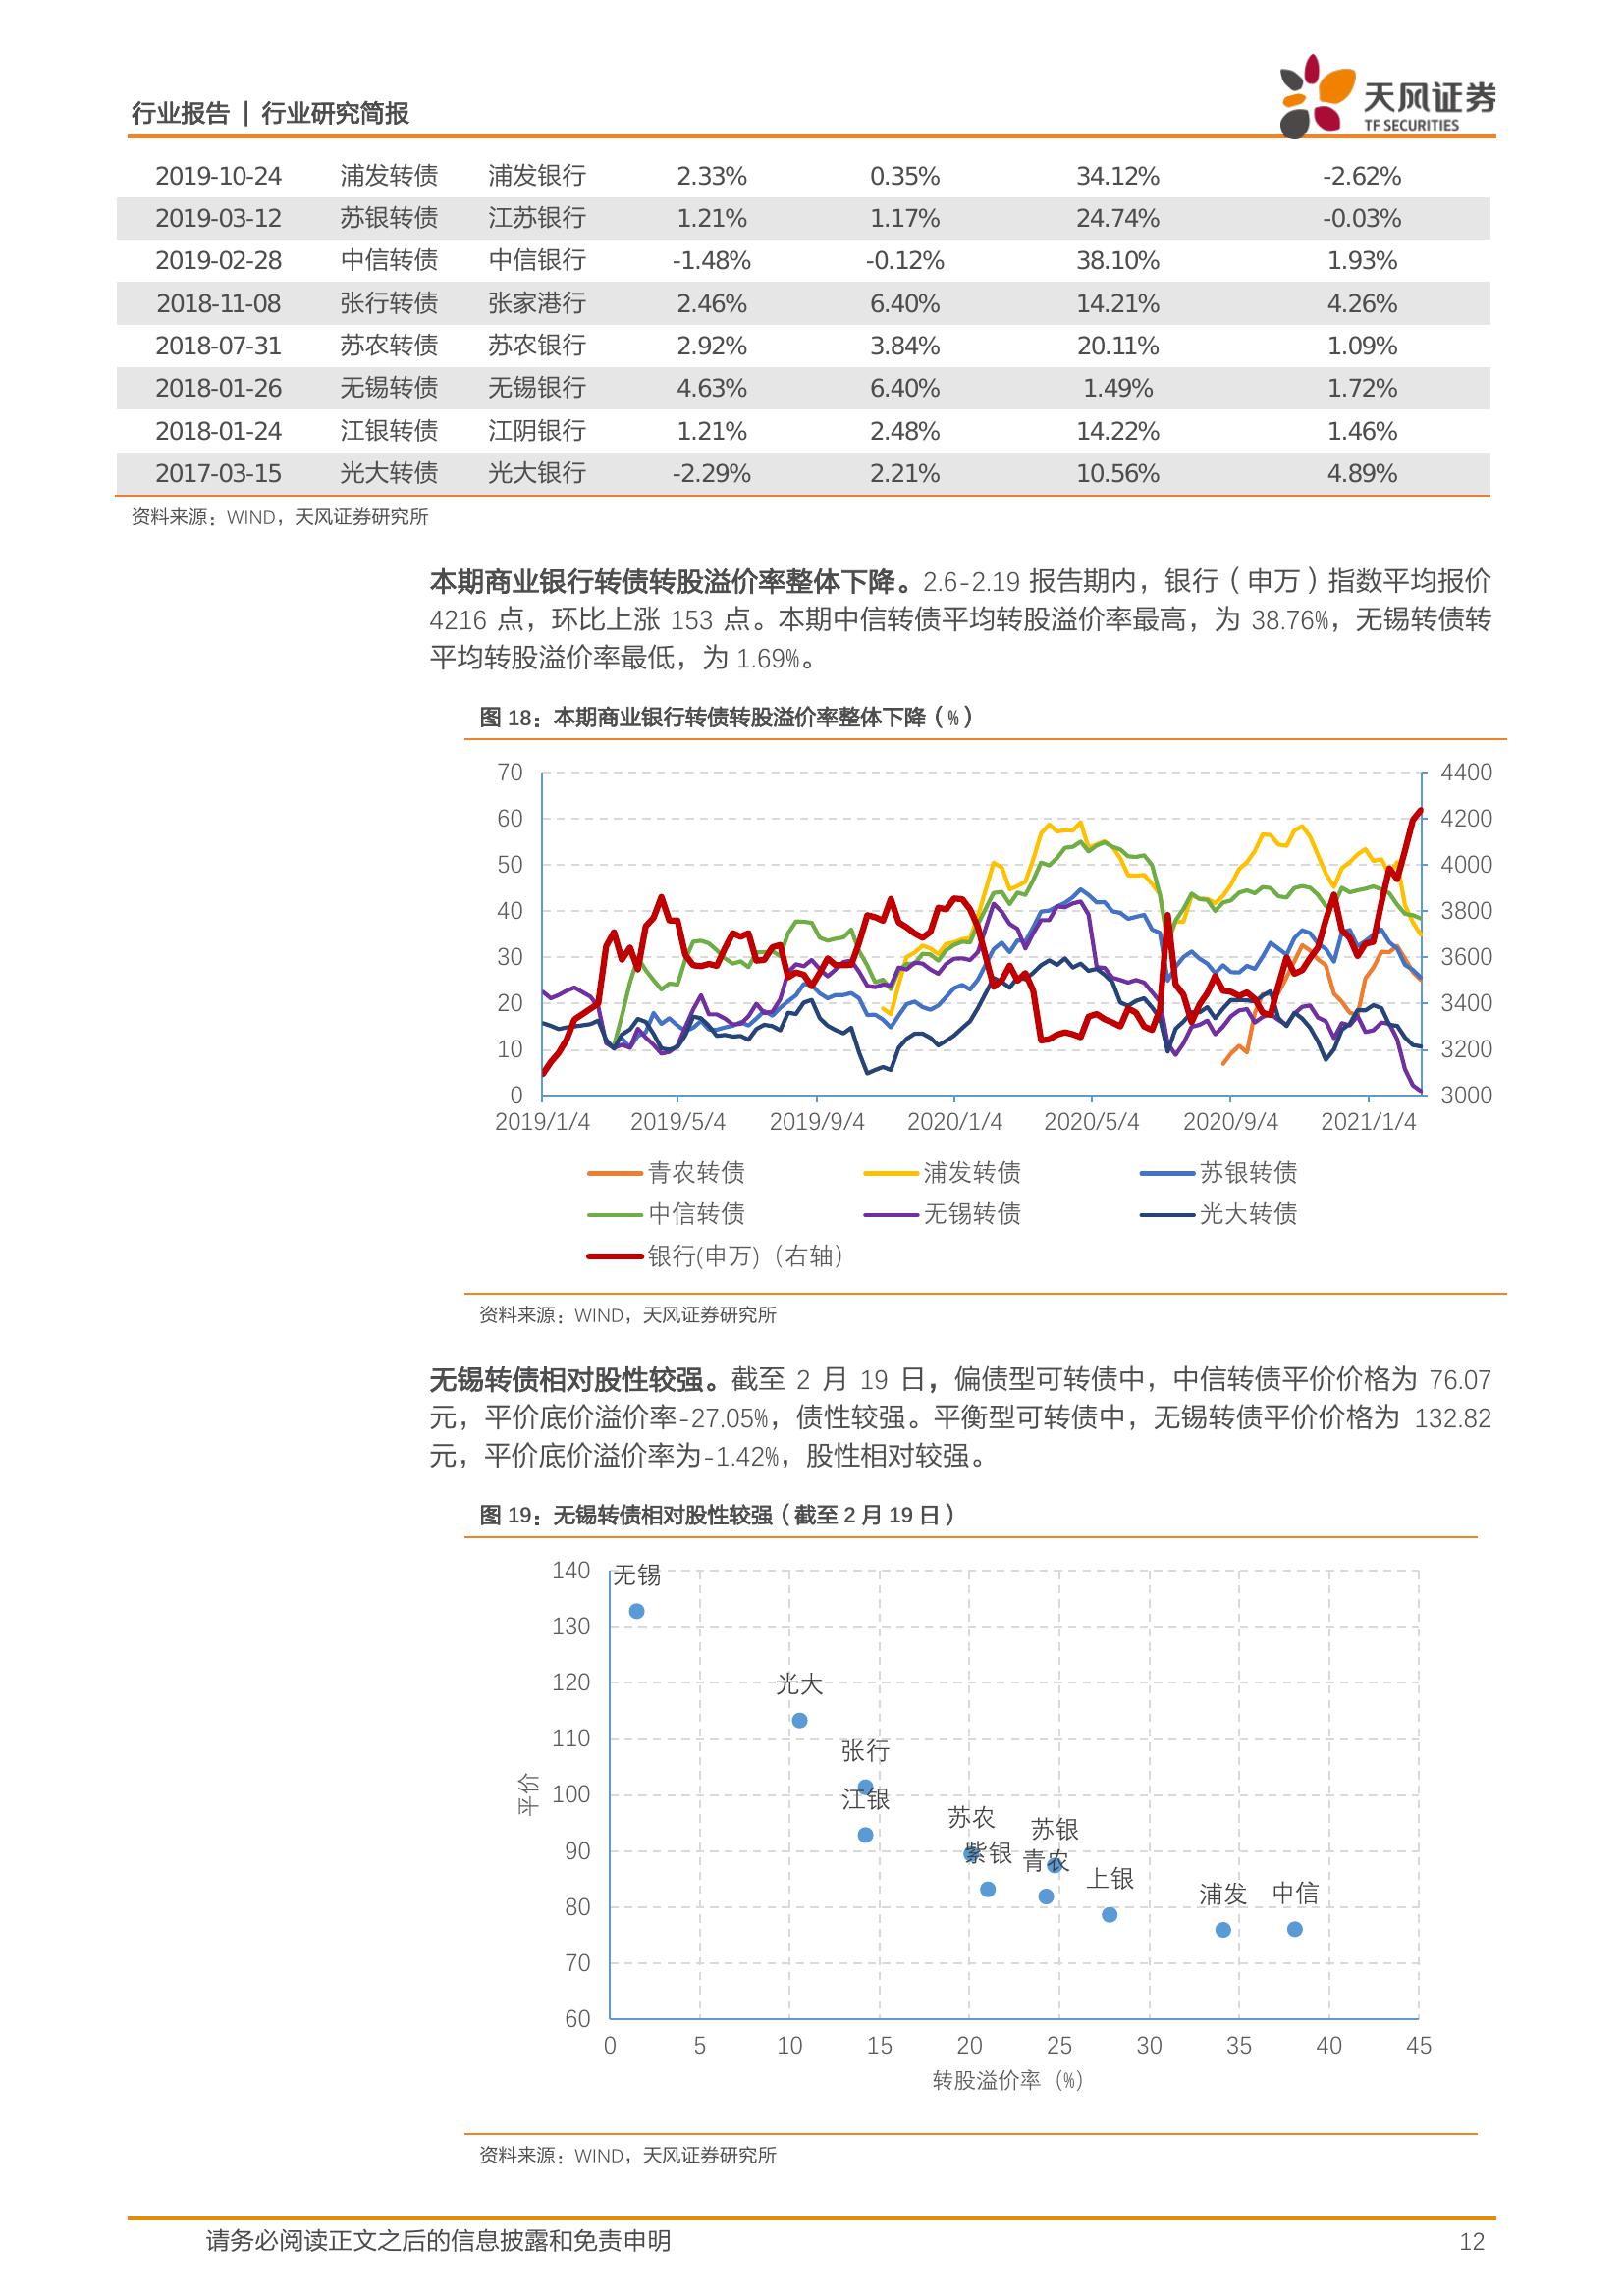 行业报告 | 行业研究简报
天风证券
TF SECURITIES
2019-10-24 浦发转债 浦发银行 2.33% 0.35% 34.12% -2.62%
2019-03-12 苏银转债 江苏银行 1.21% 1.17% 24.74% -0.03%
2019-02-28 中信转债 中信银行 -1.48% -0.12% 38.10% 1.93%
2018-11-08 张行转债 张家港行 2.46% 6.40% 14.21% 4.26%
2018-07-31 苏农转债 苏农银行 2.92% 3.84% 20.11% 1.09%
2018-01-26 无锡转债 无锡银行 4.63% 6.40% 1.49% 1.72%
2018-01-24 江银转债 江阴银行 1.21% 2.48% 14.22% 1.46%
2017-03-15 光大转债 光大银行 -2.29% 2.21% 10.56% 4.89%
资料来源：WIND，天风证券研究所
本期商业银行转债转股溢价率整体下降。2.6-2.19 报告期内，银行（申万）指数平均报价
4216 点，环比上涨 153 点。本期中信转债平均转股溢价率最高，为 38.76%，无锡转债转
平均转股溢价率最低，为 1.69%。
图 18：本期商业银行转债转股溢价率整体下降（%）
70 4400
60 4200
50 4000
40 3800
30 3600
20 3400
10 3200
0 3000
2019/1/4 2019/5/4 2019/9/4 2020/1/4 2020/5/4 2020/9/4 2021/1/4
青农转债 浦发转债 苏银转债
中信转债 无锡转债 光大转债
银行(申万)（右轴）
资料来源：WIND，天风证券研究所
无锡转债相对股性较强。截至 2 月 19 日，偏债型可转债中，中信转债平价价格为 76.07
元，平价底价溢价率-27.05%，债性较强。平衡型可转债中，无锡转债平价价格为 132.82
元，平价底价溢价率为-1.42%，股性相对较强。
图 19：无锡转债相对股性较强（截至 2 月 19 日）
140 无锡
130
120 光大
110 张行
平价
100 江银
苏农 苏银
90 紫银 青农
上银 浦发 中信
80
70
60
0 5 10 15 20 25 30 35 40 45
转股溢价率（%）
资料来源：WIND，天风证券研究所
请务必阅读正文之后的信息披露和免责申明 12